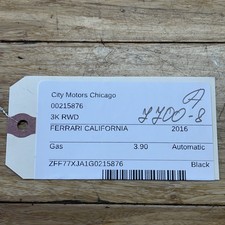 City Motors Chicago
00215876
3K RWD
FERRARI CALIFORNIA 2016
Gas 3.90 Automatic
ZFF77XJA1G0215876 Black